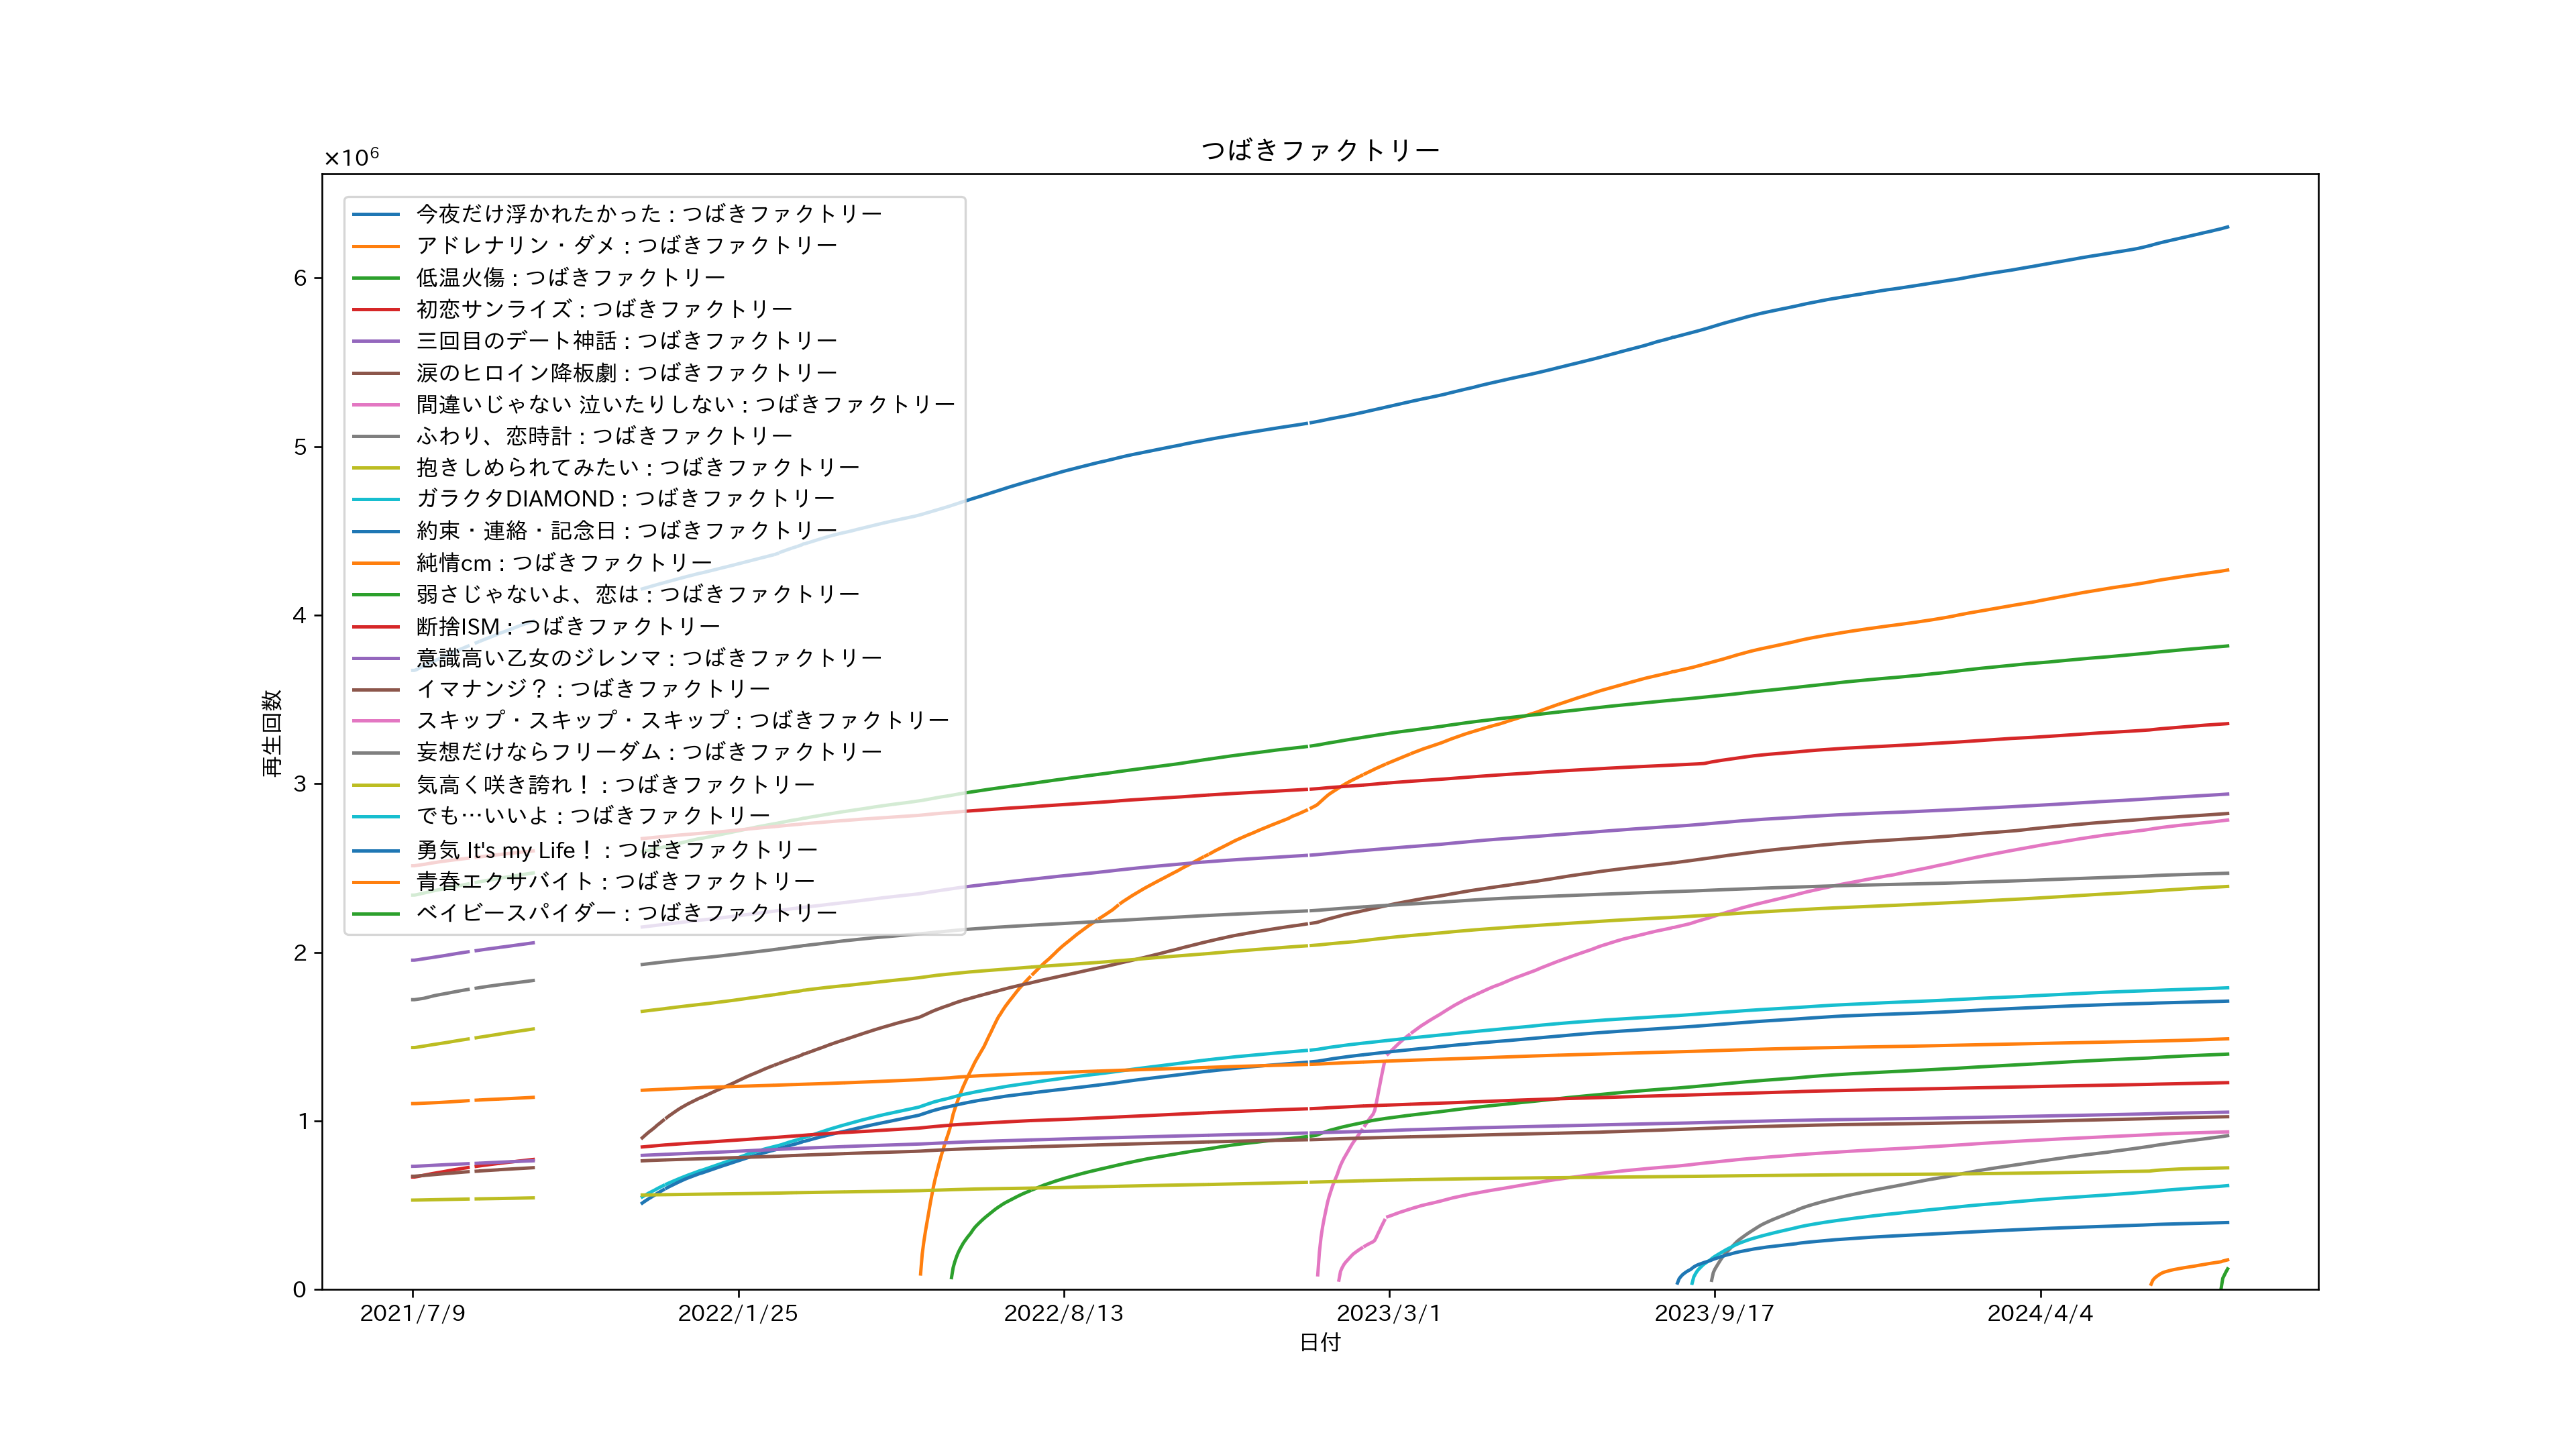 つばきファクトリー
×10⁶
今夜だけ浮かれたかった : つばきファクトリー
アドレナリン・ダメ : つばきファクトリー
低温火傷 : つばきファクトリー
初恋サンライズ : つばきファクトリー
三回目のデート神話 : つばきファクトリー
涙のヒロイン降板劇 : つばきファクトリー
間違いじゃない 泣いたりしない : つばきファクトリー
ふわり、恋時計 : つばきファクトリー
抱きしめられてみたい : つばきファクトリー
ガラクタDIAMOND : つばきファクトリー
約束・連絡・記念日 : つばきファクトリー
純情cm : つばきファクトリー
弱さじゃないよ、恋は : つばきファクトリー
断捨ISM : つばきファクトリー
意識高い乙女のジレンマ : つばきファクトリー
イマナンジ？ : つばきファクトリー
スキップ・スキップ・スキップ : つばきファクトリー
妄想だけならフリーダム : つばきファクトリー
気高く咲き誇れ！ : つばきファクトリー
でも…いいよ : つばきファクトリー
勇気 It's my Life！ : つばきファクトリー
青春エクサバイト : つばきファクトリー
ベイビースパイダー : つばきファクトリー
6
5
4
3
2
1
0
再生回数
2021/7/9
2022/1/25
2022/8/13
2023/3/1
2023/9/17
2024/4/4
日付